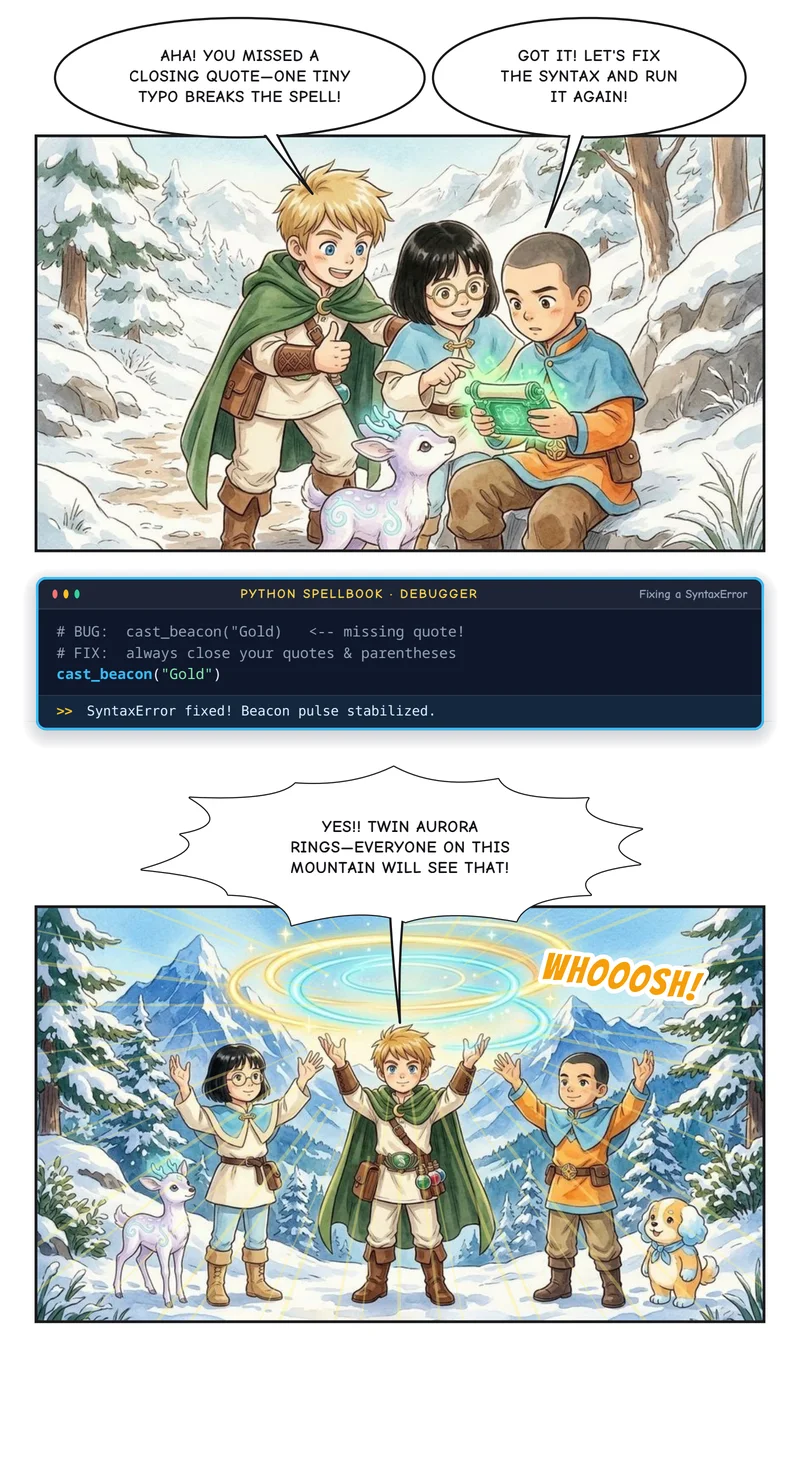 AHA! YOU MISSED A
CLOSING QUOTE—ONE TINY
TYPO BREAKS THE SPELL!
GOT IT! LET'S FIX
THE SYNTAX AND RUN
IT AGAIN!
PYTHON SPELLBOOK · DEBUGGER
Fixing a SyntaxError
# BUG:  cast_beacon("Gold)   <-- missing quote!
# FIX:  always close your quotes & parentheses
cast_beacon("Gold")
>> SyntaxError fixed! Beacon pulse stabilized.
YES!! TWIN AURORA
RINGS—EVERYONE ON THIS
MOUNTAIN WILL SEE THAT!
WHOOOSH!